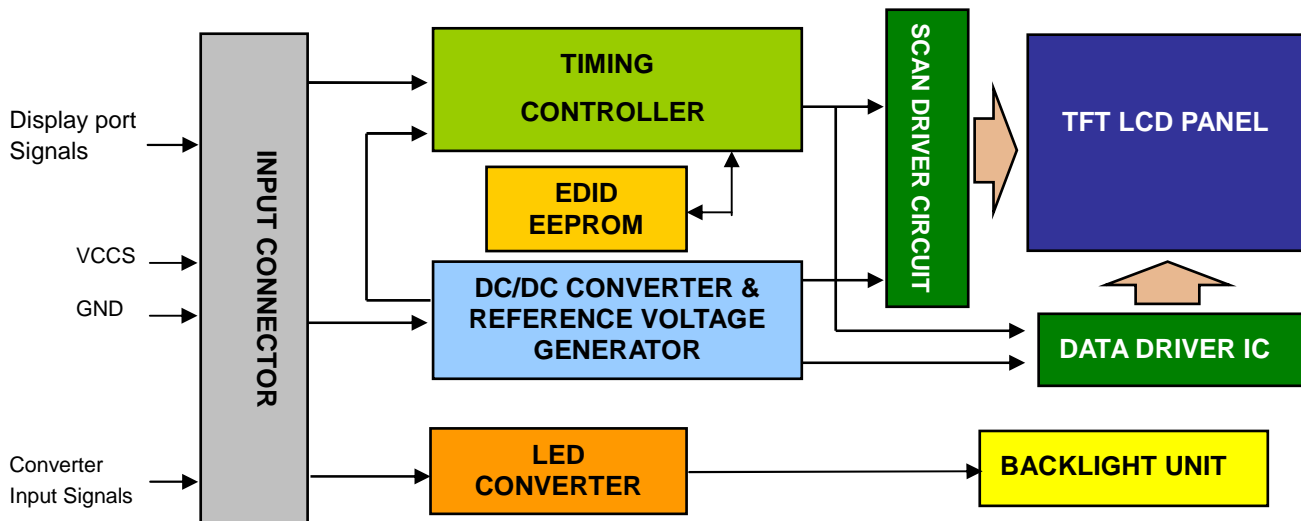 Display port
Signals
VCCS
GND
Converter
Input Signals
INPUT CONNECTOR
TIMING
CONTROLLER
EDID
EEPROM
DC/DC CONVERTER &
REFERENCE VOLTAGE
GENERATOR
LED
CONVERTER
SCAN DRIVER CIRCUIT
TFT LCD PANEL
DATA DRIVER IC
BACKLIGHT UNIT